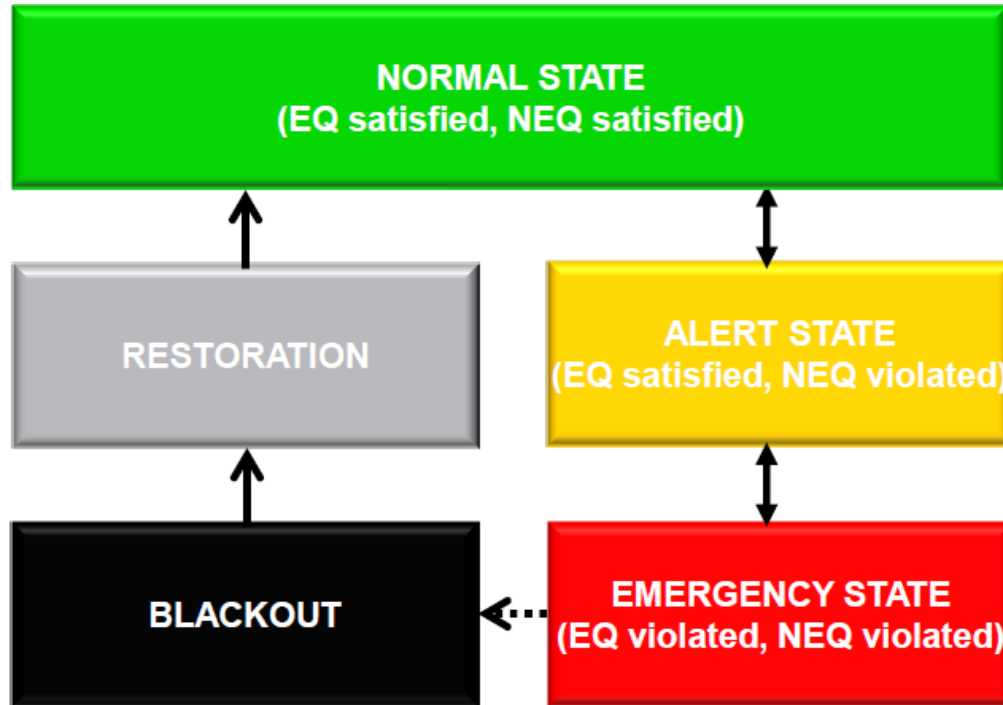 NORMAL STATE
(EQ satisfied, NEQ satisfied)
RESTORATION
ALERT STATE
(EQ satisfied, NEQ violated)
BLACKOUT
EMERGENCY STATE
(EQ violated, NEQ violated)